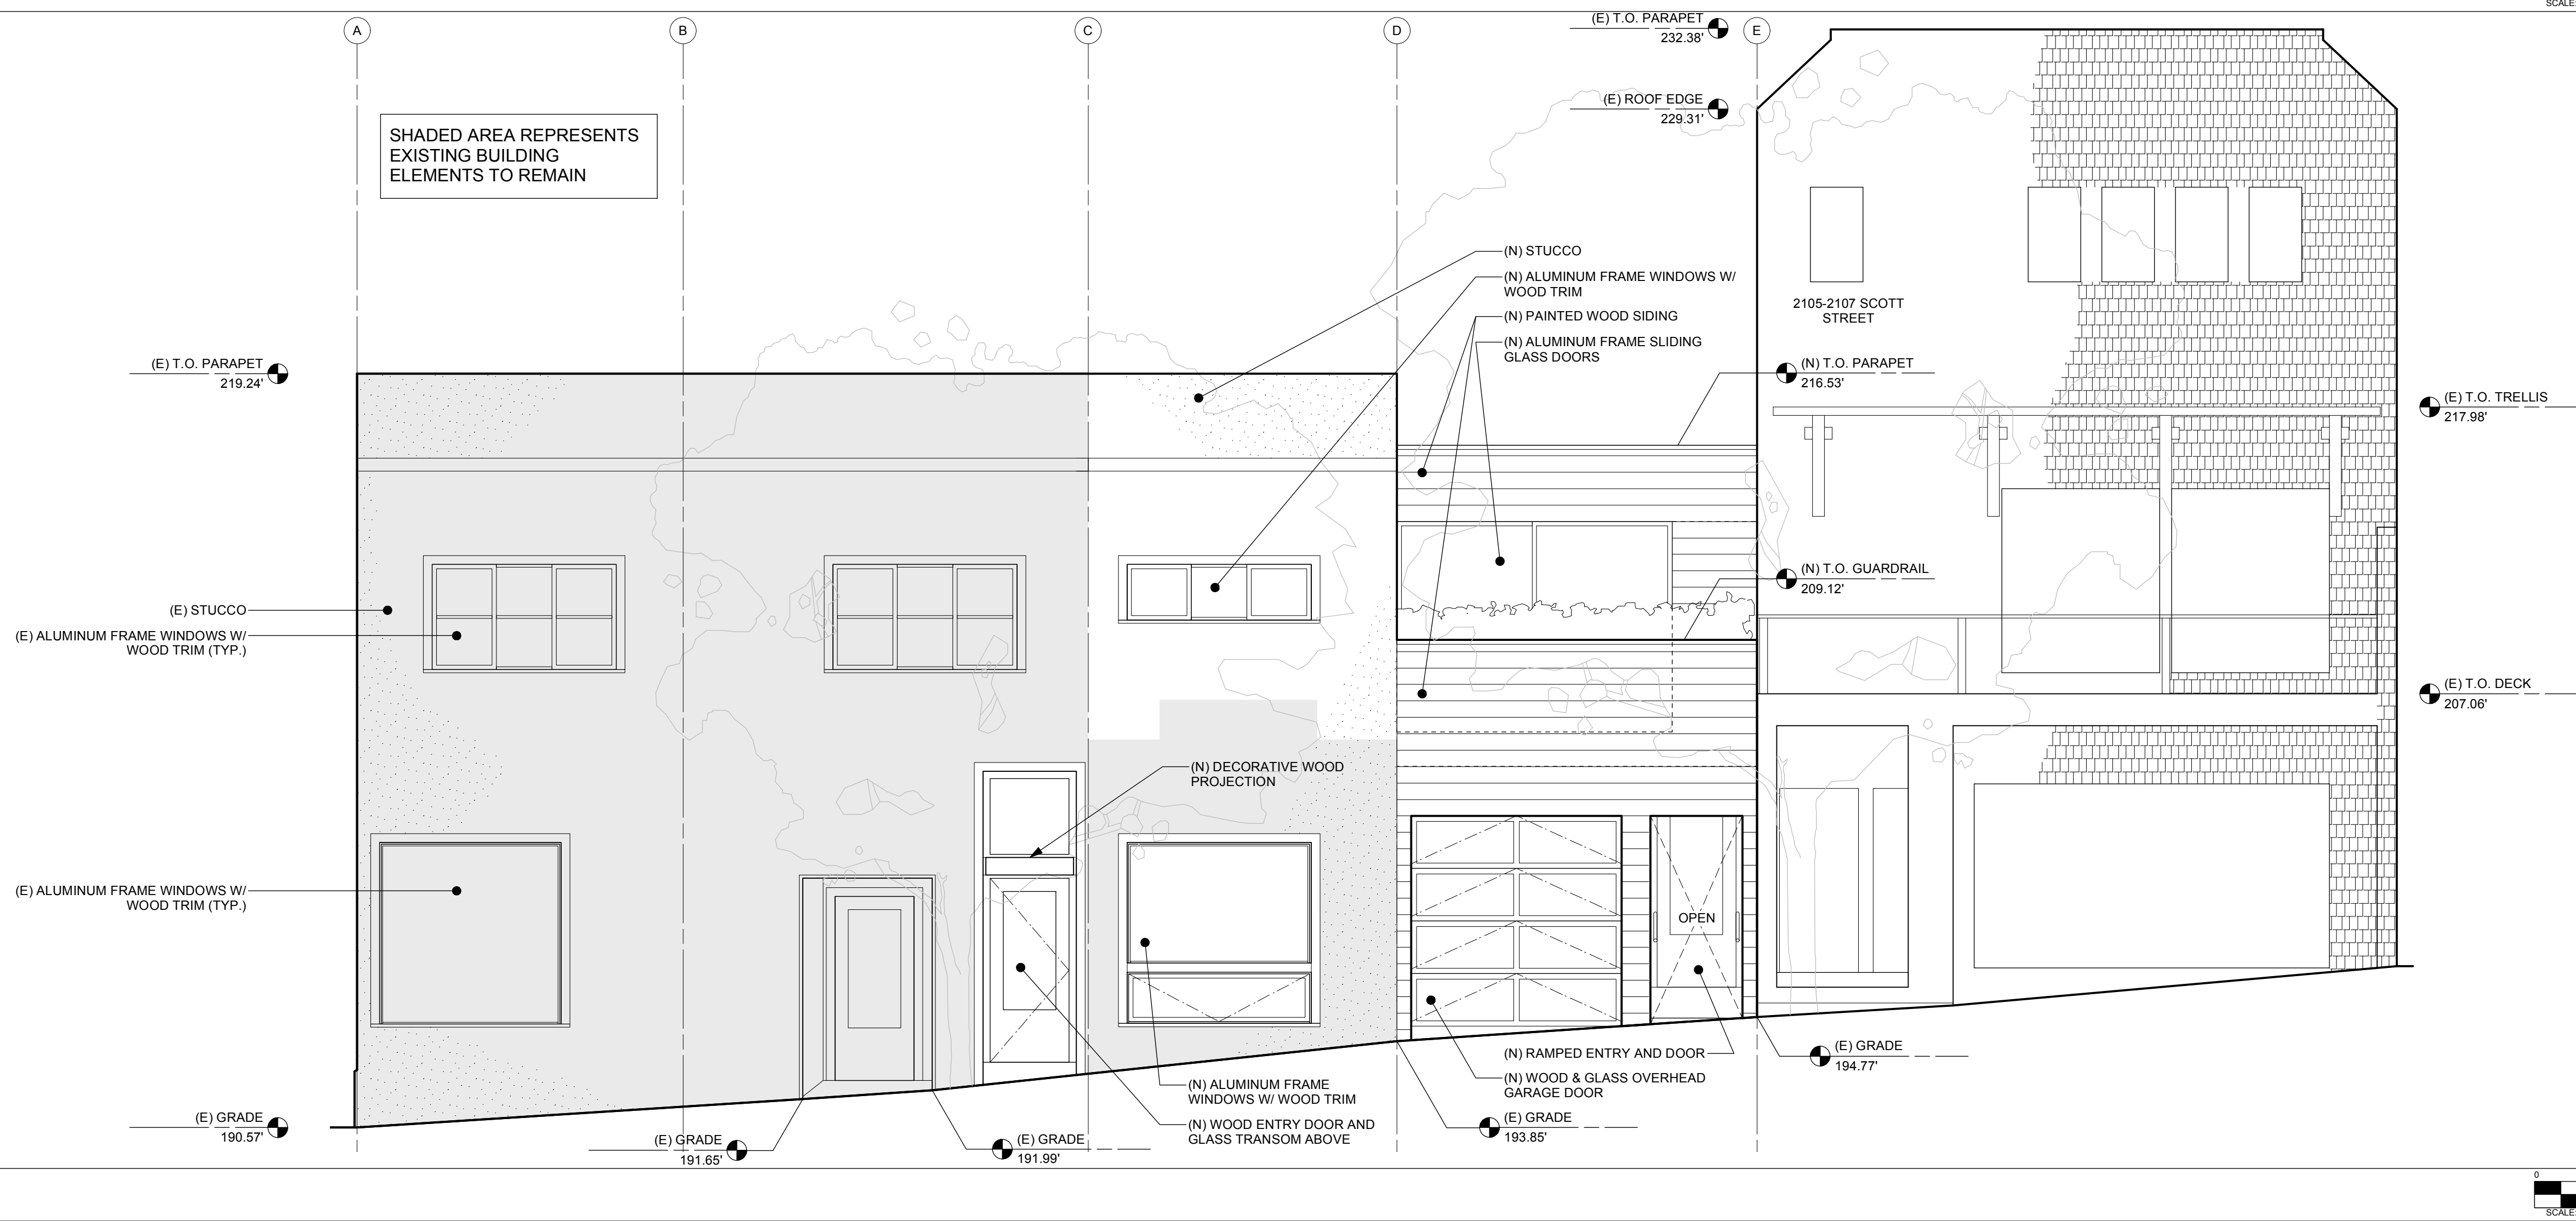 SCALE:
A
B
C
D
E
(E) T.O. PARAPET
232.38'
(E) ROOF EDGE
229.31'
SHADED AREA REPRESENTS
EXISTING BUILDING
ELEMENTS TO REMAIN
(N) STUCCO
(N) ALUMINUM FRAME WINDOWS W/
WOOD TRIM
(N) PAINTED WOOD SIDING
(N) ALUMINUM FRAME SLIDING
GLASS DOORS
2105-2107 SCOTT
STREET
(E) T.O. PARAPET
219.24'
(N) T.O. PARAPET
216.53'
(E) T.O. TRELLIS
217.98'
(N) T.O. GUARDRAIL
209.12'
(E) STUCCO
(E) ALUMINUM FRAME WINDOWS W/
WOOD TRIM (TYP.)
(E) T.O. DECK
207.06'
(N) DECORATIVE WOOD
PROJECTION
(E) ALUMINUM FRAME WINDOWS W/
WOOD TRIM (TYP.)
OPEN
(N) RAMPED ENTRY AND DOOR
(N) WOOD & GLASS OVERHEAD
GARAGE DOOR
(E) GRADE
194.77'
(N) ALUMINUM FRAME
WINDOWS W/ WOOD TRIM
(N) WOOD ENTRY DOOR AND
GLASS TRANSOM ABOVE
(E) GRADE
193.85'
(E) GRADE
190.57'
(E) GRADE
191.65'
(E) GRADE
191.99'
0
SCALE: